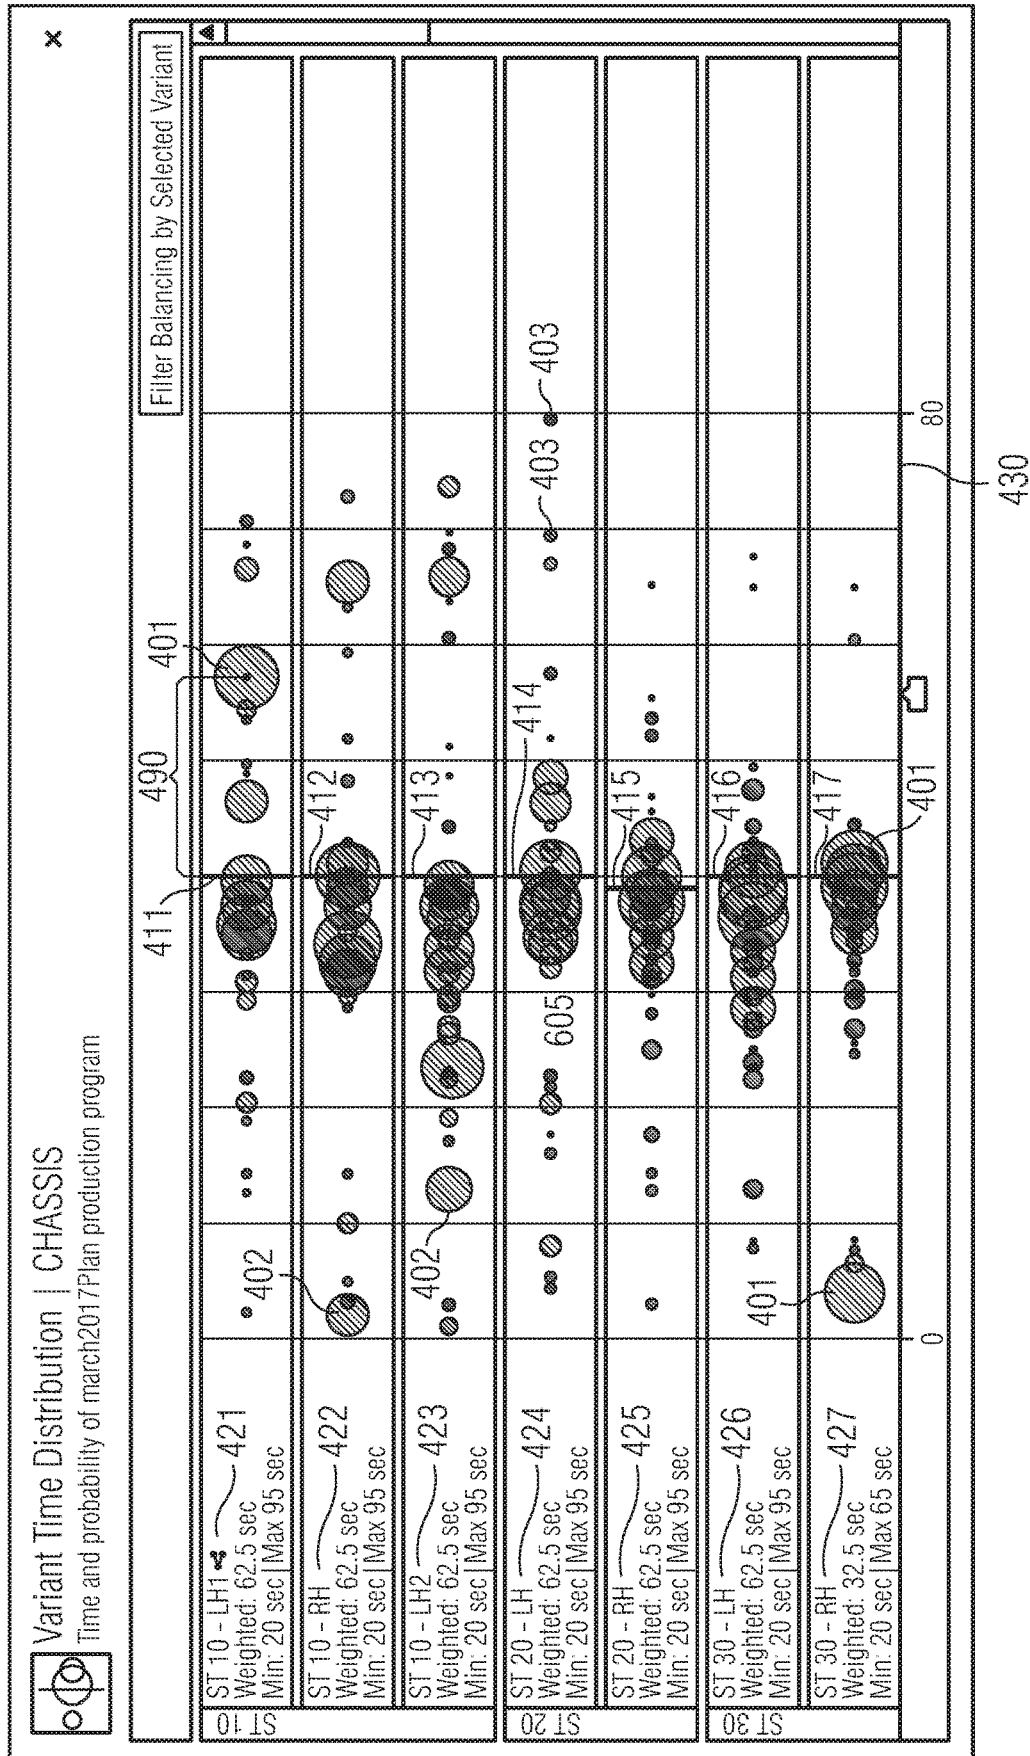 Variant Time Distribution | CHASSIS
Time and probability of march2017Plan production program
×
Filter Balancing by Selected Variant
490
411
401
ST 10
ST 10 - LH1
421
Weighted: 62.5 sec
Min: 20 sec | Max 95 sec
402
412
ST 10 - RH
422
Weighted: 62.5 sec
Min: 20 sec | Max 95 sec
402
413
ST 10 - LH2
423
Weighted: 62.5 sec
Min: 20 sec | Max 95 sec
414
403
403
ST 20
ST 20 - LH
424
Weighted: 62.5 sec
Min: 20 sec | Max 95 sec
605
415
ST 20 - RH
425
Weighted: 62.5 sec
Min: 20 sec | Max 95 sec
416
ST 30
ST 30 - LH
426
Weighted: 62.5 sec
Min: 20 sec | Max 95 sec
401
417
ST 30 - RH
427
Weighted: 32.5 sec
Min: 20 sec | Max 65 sec
401
0
80
430